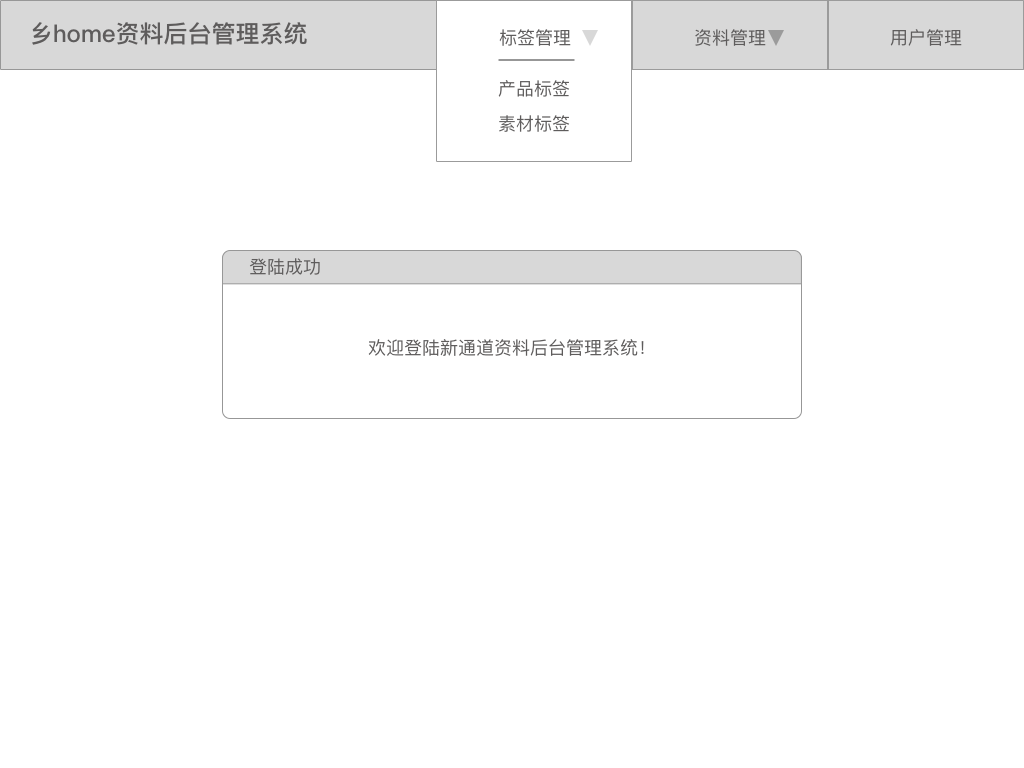 乡home资料后台管理系统
标签管理
资料管理
用户管理
产品标签
素材标签
登陆成功
欢迎登陆新通道资料后台管理系统！